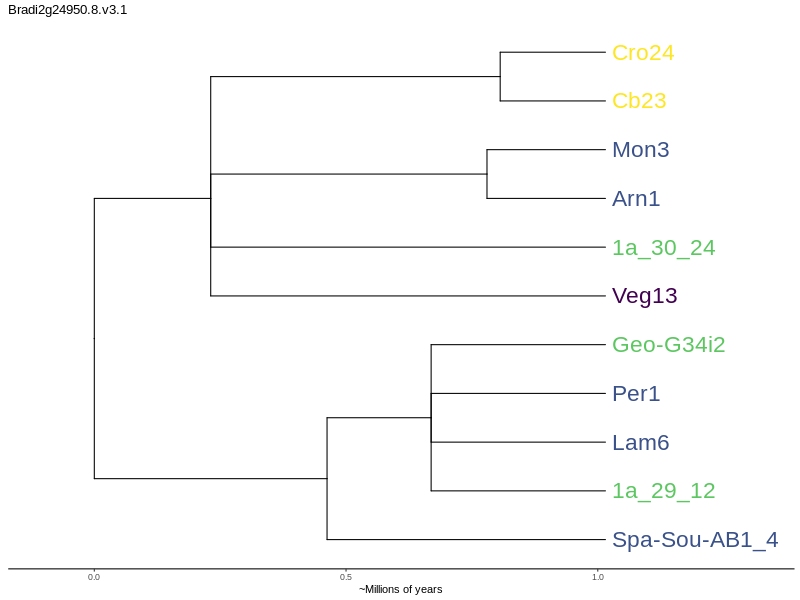 Bradi2g24950.8.v3.1
Cro24
Cb23
Mon3
Arn1
1a_30_24
Veg13
Geo-G34i2
Per1
Lam6
1a_29_12
Spa-Sou-AB1_4
0.0 0.5 1.0
~Millions of years